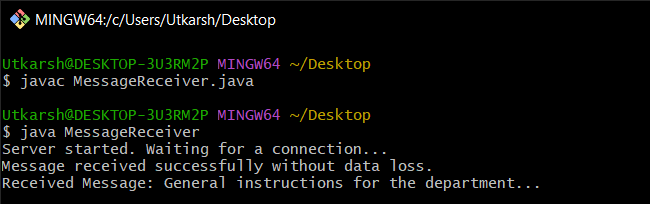 MINGW64:/c/Users/Utkarsh/Desktop
Utkarsh@DESKTOP-3U3RM2P MINGW64 ~/Desktop
$ javac MessageReceiver.java
Utkarsh@DESKTOP-3U3RM2P MINGW64 ~/Desktop
$ java MessageReceiver
Server started. Waiting for a connection...
Message received successfully without data loss.
Received Message: General instructions for the department...